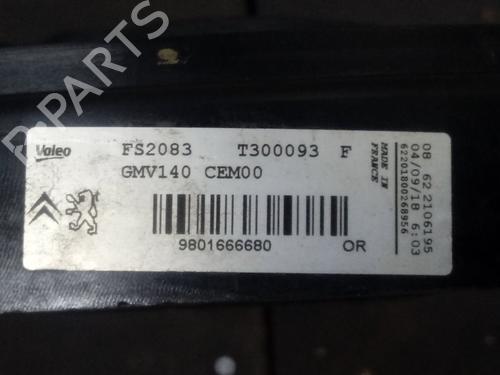 B-PARTS
Valeo
FS2083 T300093 F
GMV140 CEM00
9801666680 OR
MADE IN
FRANCE
08 62 2106195
04/09/18 6:03
62201800268956